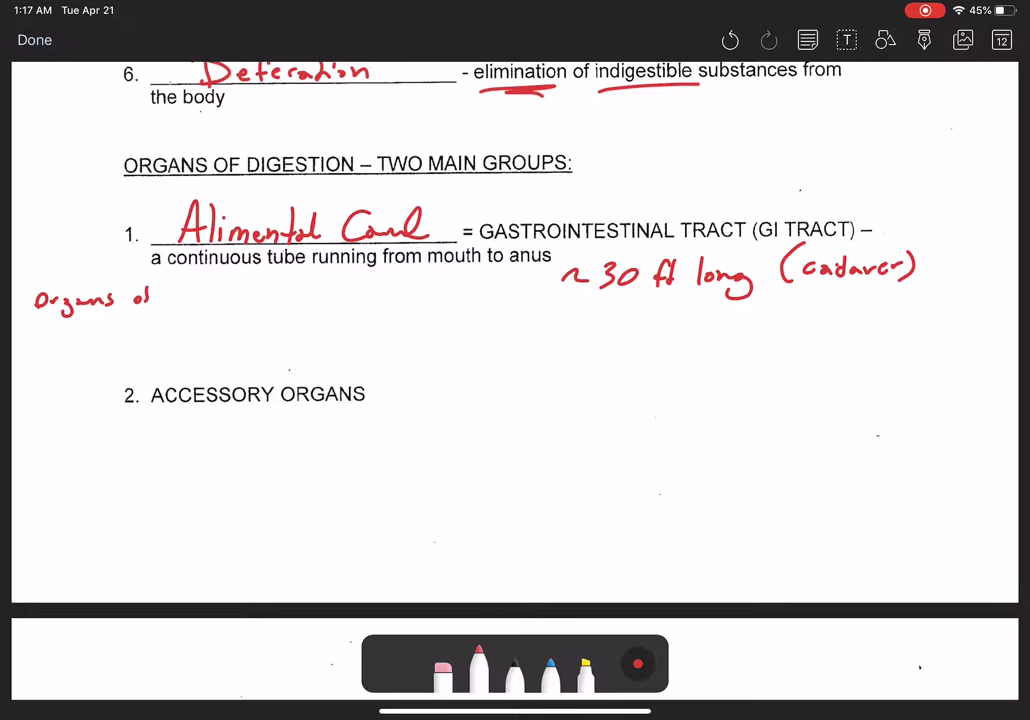 1:17 AM Tue Apr 21
45%
Done
T
12
6. Defecation - elimination of indigestible substances from
the body
ORGANS OF DIGESTION – TWO MAIN GROUPS:
1. Alimental Canal = GASTROINTESTINAL TRACT (GI TRACT) –
a continuous tube running from mouth to anus
~30 ft long (cadaver)
Organs of
2. ACCESSORY ORGANS